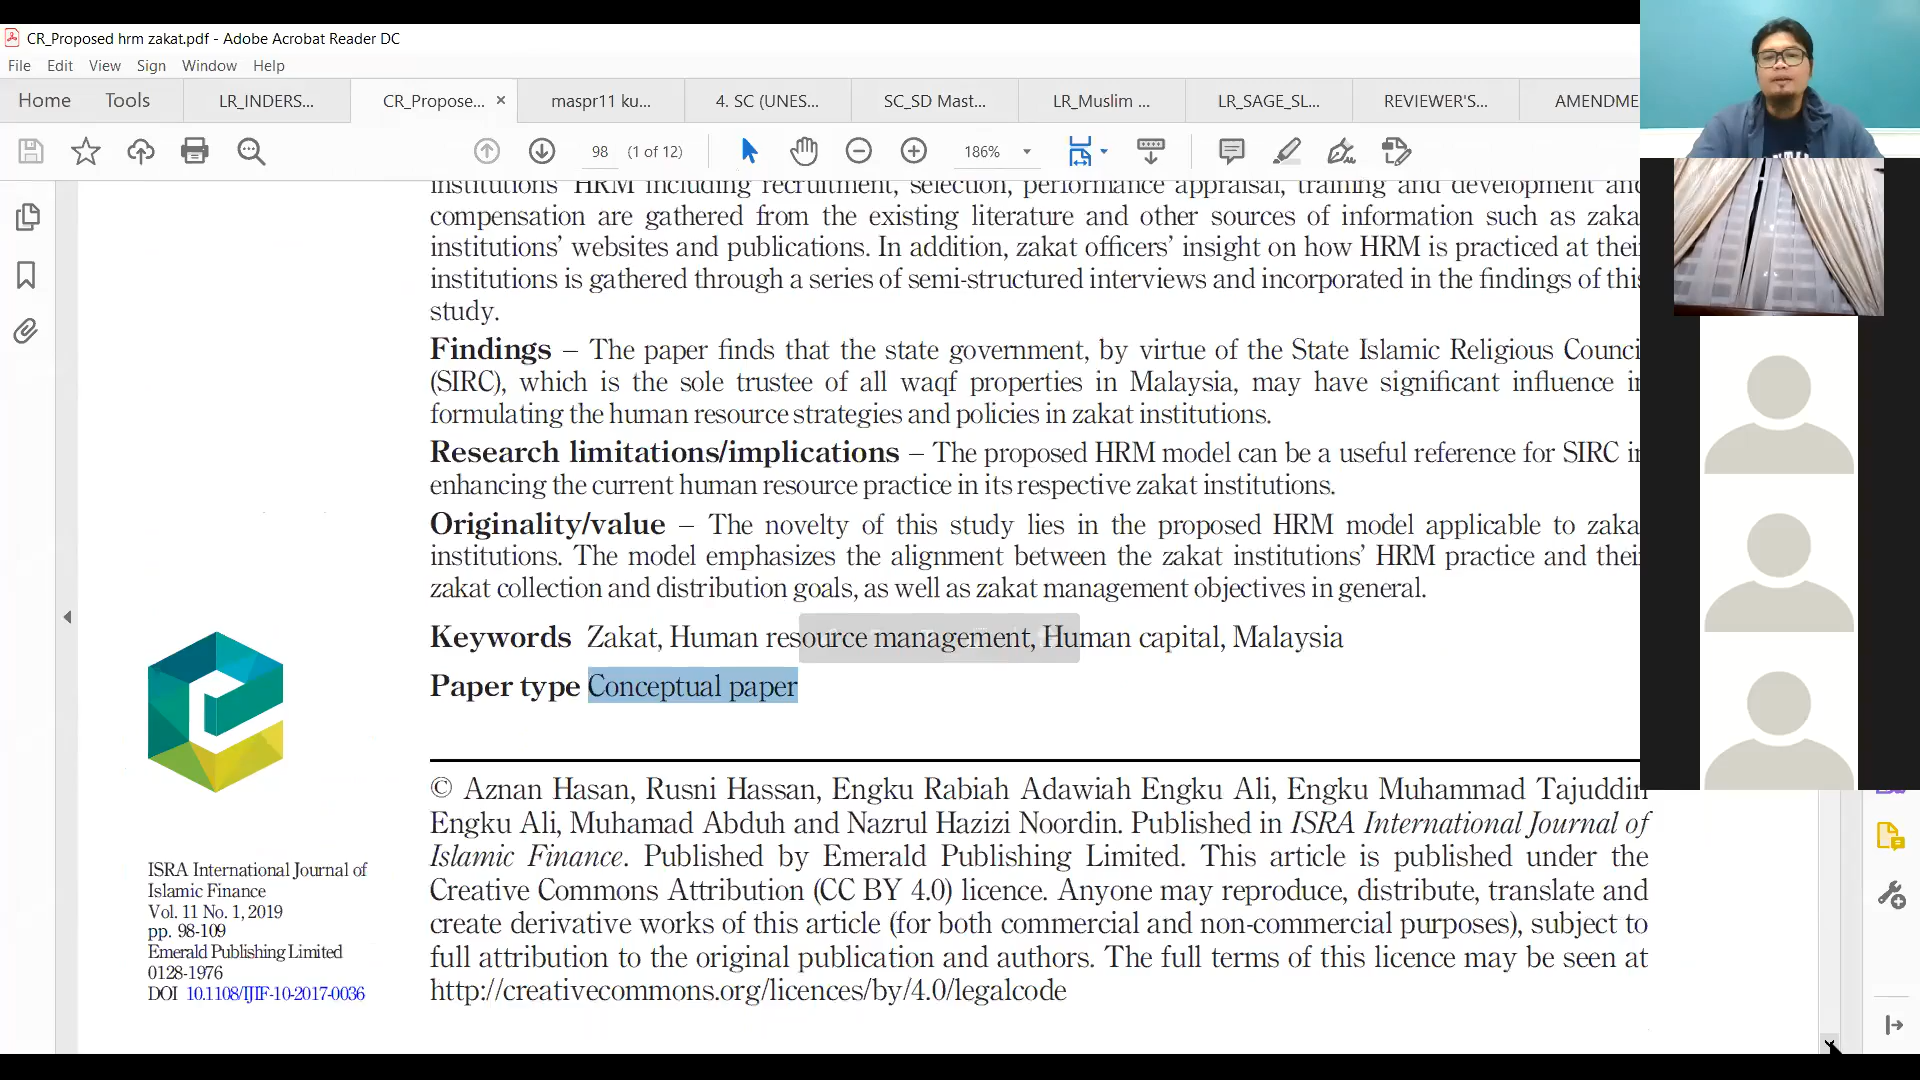 CR_Proposed hrm zakat.pdf - Adobe Acrobat Reader DC
File Edit View Sign Window Help
Home Tools LR_INDERS... CR_Propose... × maspr11 ku... 4. SC (UNES... SC_SD Mast... LR_Muslim ... LR_SAGE_SL... REVIEWER'S... AMENDME
98 (1 of 12) 186%
institutions' HRM including recruitment, selection, performance appraisal, training and development and
compensation are gathered from the existing literature and other sources of information such as zaka
institutions' websites and publications. In addition, zakat officers' insight on how HRM is practiced at their
institutions is gathered through a series of semi-structured interviews and incorporated in the findings of this
study.
Findings – The paper finds that the state government, by virtue of the State Islamic Religious Counci
(SIRC), which is the sole trustee of all waqf properties in Malaysia, may have significant influence in
formulating the human resource strategies and policies in zakat institutions.
Research limitations/implications – The proposed HRM model can be a useful reference for SIRC in
enhancing the current human resource practice in its respective zakat institutions.
Originality/value – The novelty of this study lies in the proposed HRM model applicable to zaka
institutions. The model emphasizes the alignment between the zakat institutions' HRM practice and their
zakat collection and distribution goals, as well as zakat management objectives in general.
Keywords Zakat, Human resource management, Human capital, Malaysia
Paper type Conceptual paper
© Aznan Hasan, Rusni Hassan, Engku Rabiah Adawiah Engku Ali, Engku Muhammad Tajuddin
Engku Ali, Muhamad Abduh and Nazrul Hazizi Noordin. Published in ISRA International Journal of
Islamic Finance. Published by Emerald Publishing Limited. This article is published under the
Creative Commons Attribution (CC BY 4.0) licence. Anyone may reproduce, distribute, translate and
create derivative works of this article (for both commercial and non-commercial purposes), subject to
full attribution to the original publication and authors. The full terms of this licence may be seen at
http://creativecommons.org/licences/by/4.0/legalcode
ISRA International Journal of
Islamic Finance
Vol. 11 No. 1, 2019
pp. 98-109
Emerald Publishing Limited
0128-1976
DOI 10.1108/IJIF-10-2017-0036